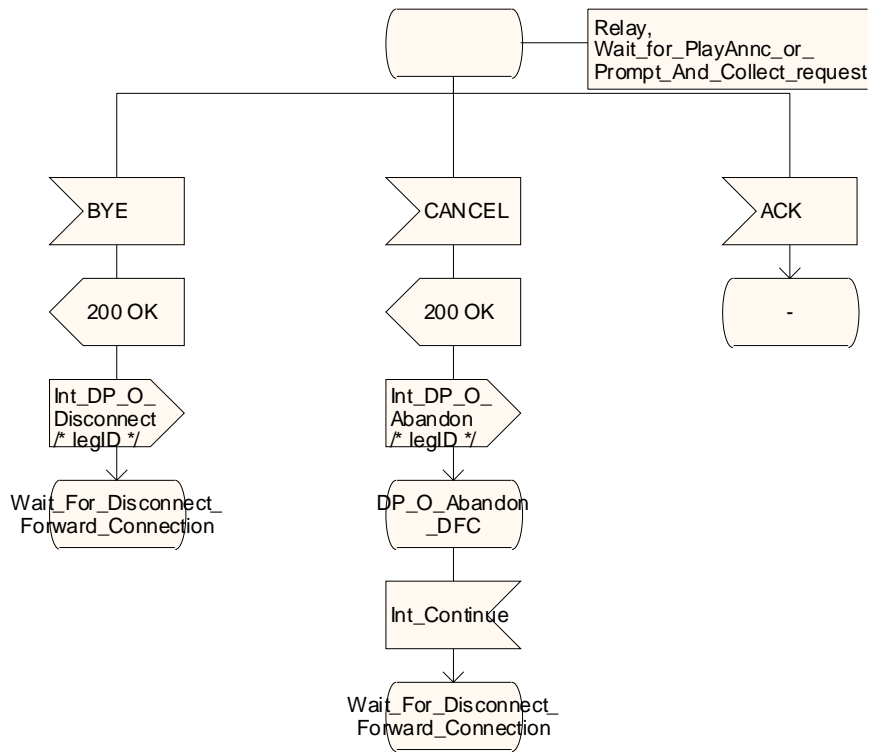 Relay,
Wait_for_PlayAnnc_or_
Prompt_And_Collect_request
BYE
CANCEL
ACK
200 OK
200 OK
-
Int_DP_O_
Disconnect
/* legID */
Int_DP_O_
Abandon
/* legID */
Wait_For_Disconnect_
Forward_Connection
DP_O_Abandon
_DFC
Int_Continue
Wait_For_Disconnect_
Forward_Connection